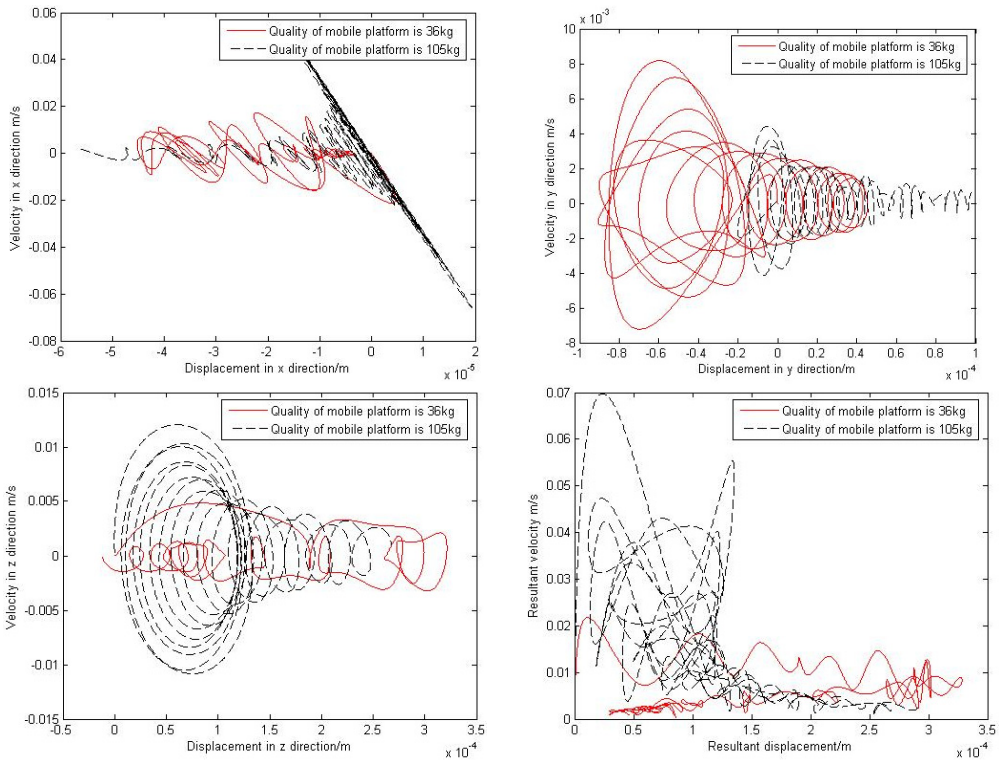 0.06
0.04
0.02
0
-0.02
-0.04
-0.06
-0.08
Velocity in x direction m/s
Quality of mobile platform is 36kg
Quality of mobile platform is 105kg
-6 -5 -4 -3 -2 -1 0 1 2
Displacement in x direction/m
x 10 -5
x 10 -3
10
8
6
4
2
0
-2
-4
-6
-8
Velocity in y direction m/s
Quality of mobile platform is 36kg
Quality of mobile platform is 105kg
-1 -0.8 -0.6 -0.4 -0.2 0 0.2 0.4 0.6 0.8 1
Displacement in y direction/m
x 10 -4
0.015
0.01
0.005
0
-0.005
-0.01
-0.015
Velocity in z direction m/s
Quality of mobile platform is 36kg
Quality of mobile platform is 105kg
-0.5 0 0.5 1 1.5 2 2.5 3 3.5
Displacement in z direction/m
x 10 -4
0.07
0.06
0.05
0.04
0.03
0.02
0.01
0
Resultant velocity m/s
Quality of mobile platform is 36kg
Quality of mobile platform is 105kg
0 0.5 1 1.5 2 2.5 3 3.5
Resultant displacement/m
x 10 -4